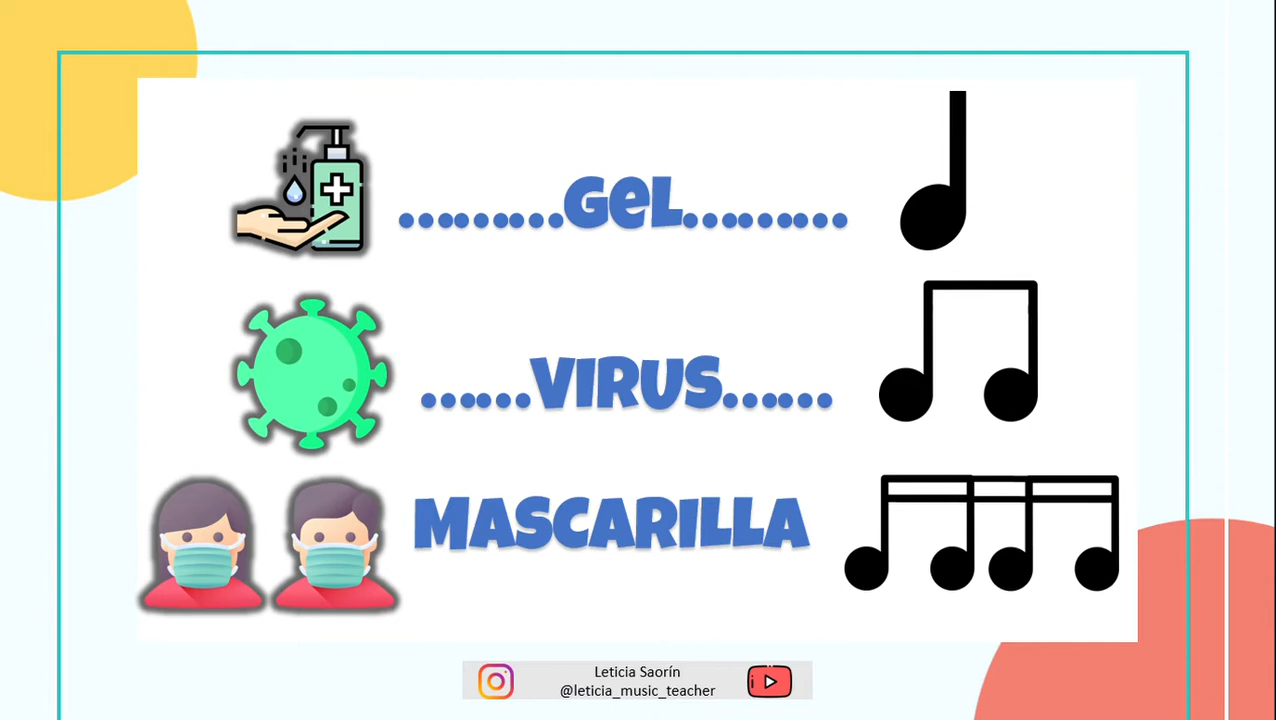 .........GEL.........
......VIRUS......
MASCARILLA
Leticia Saorín
@leticia_music_teacher